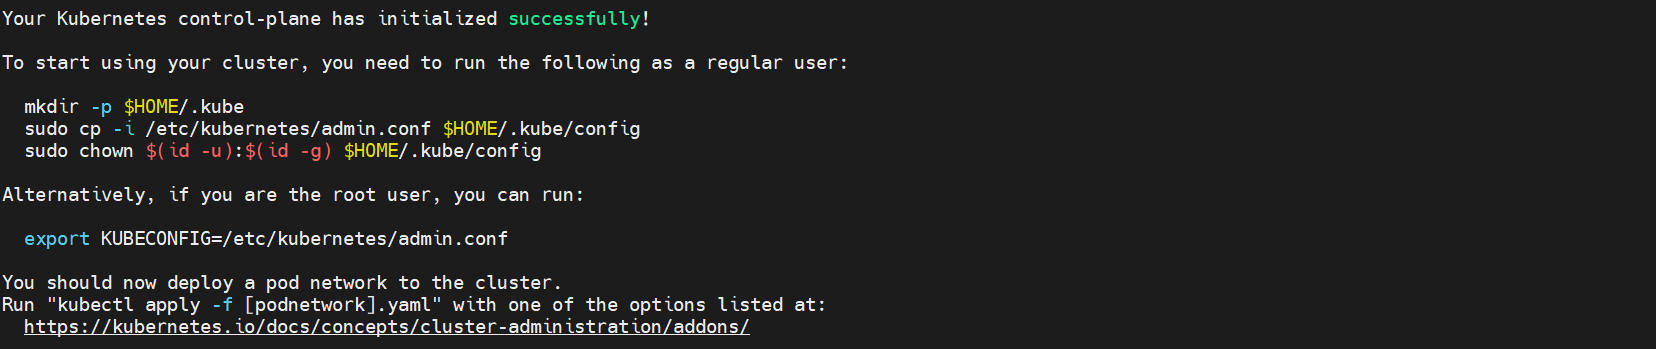 Your Kubernetes control-plane has initialized successfully!
To start using your cluster, you need to run the following as a regular user:
mkdir -p $HOME/.kube
sudo cp -i /etc/kubernetes/admin.conf $HOME/.kube/config
sudo chown $(id -u):$(id -g) $HOME/.kube/config
Alternatively, if you are the root user, you can run:
export KUBECONFIG=/etc/kubernetes/admin.conf
You should now deploy a pod network to the cluster.
Run "kubectl apply -f [podnetwork].yaml" with one of the options listed at:
https://kubernetes.io/docs/concepts/cluster-administration/addons/